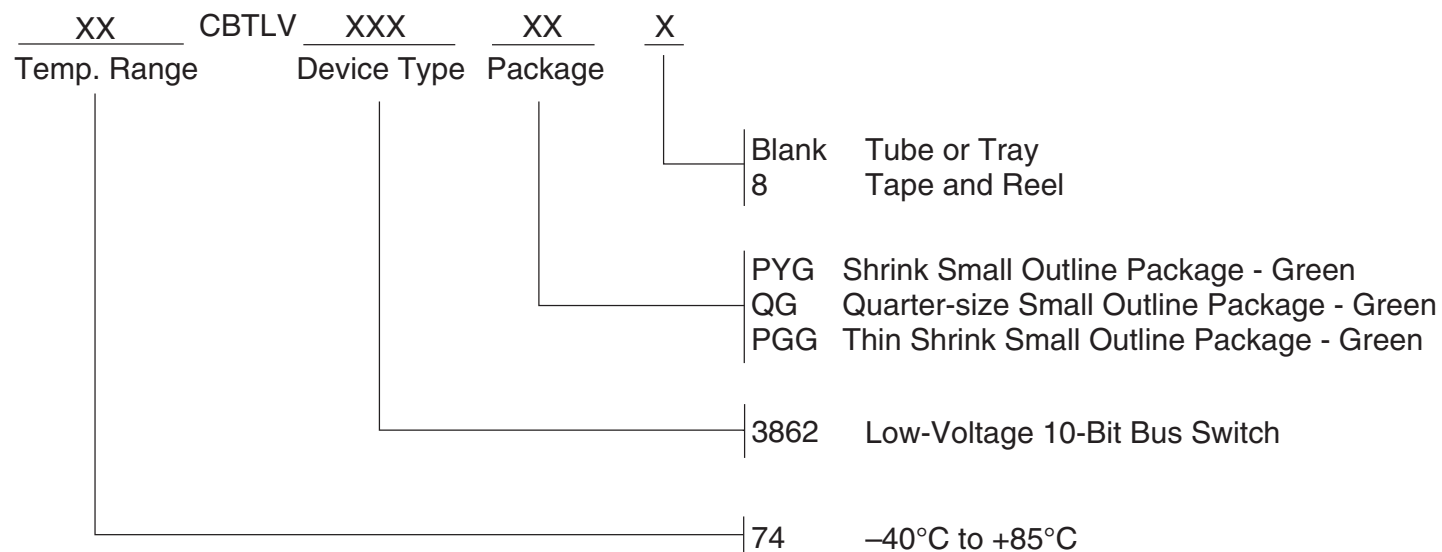 XX CBTLV XXX XX X
Temp. Range Device Type Package
Blank Tube or Tray
8 Tape and Reel
PYG Shrink Small Outline Package - Green
QG Quarter-size Small Outline Package - Green
PGG Thin Shrink Small Outline Package - Green
3862 Low-Voltage 10-Bit Bus Switch
74 –40°C to +85°C